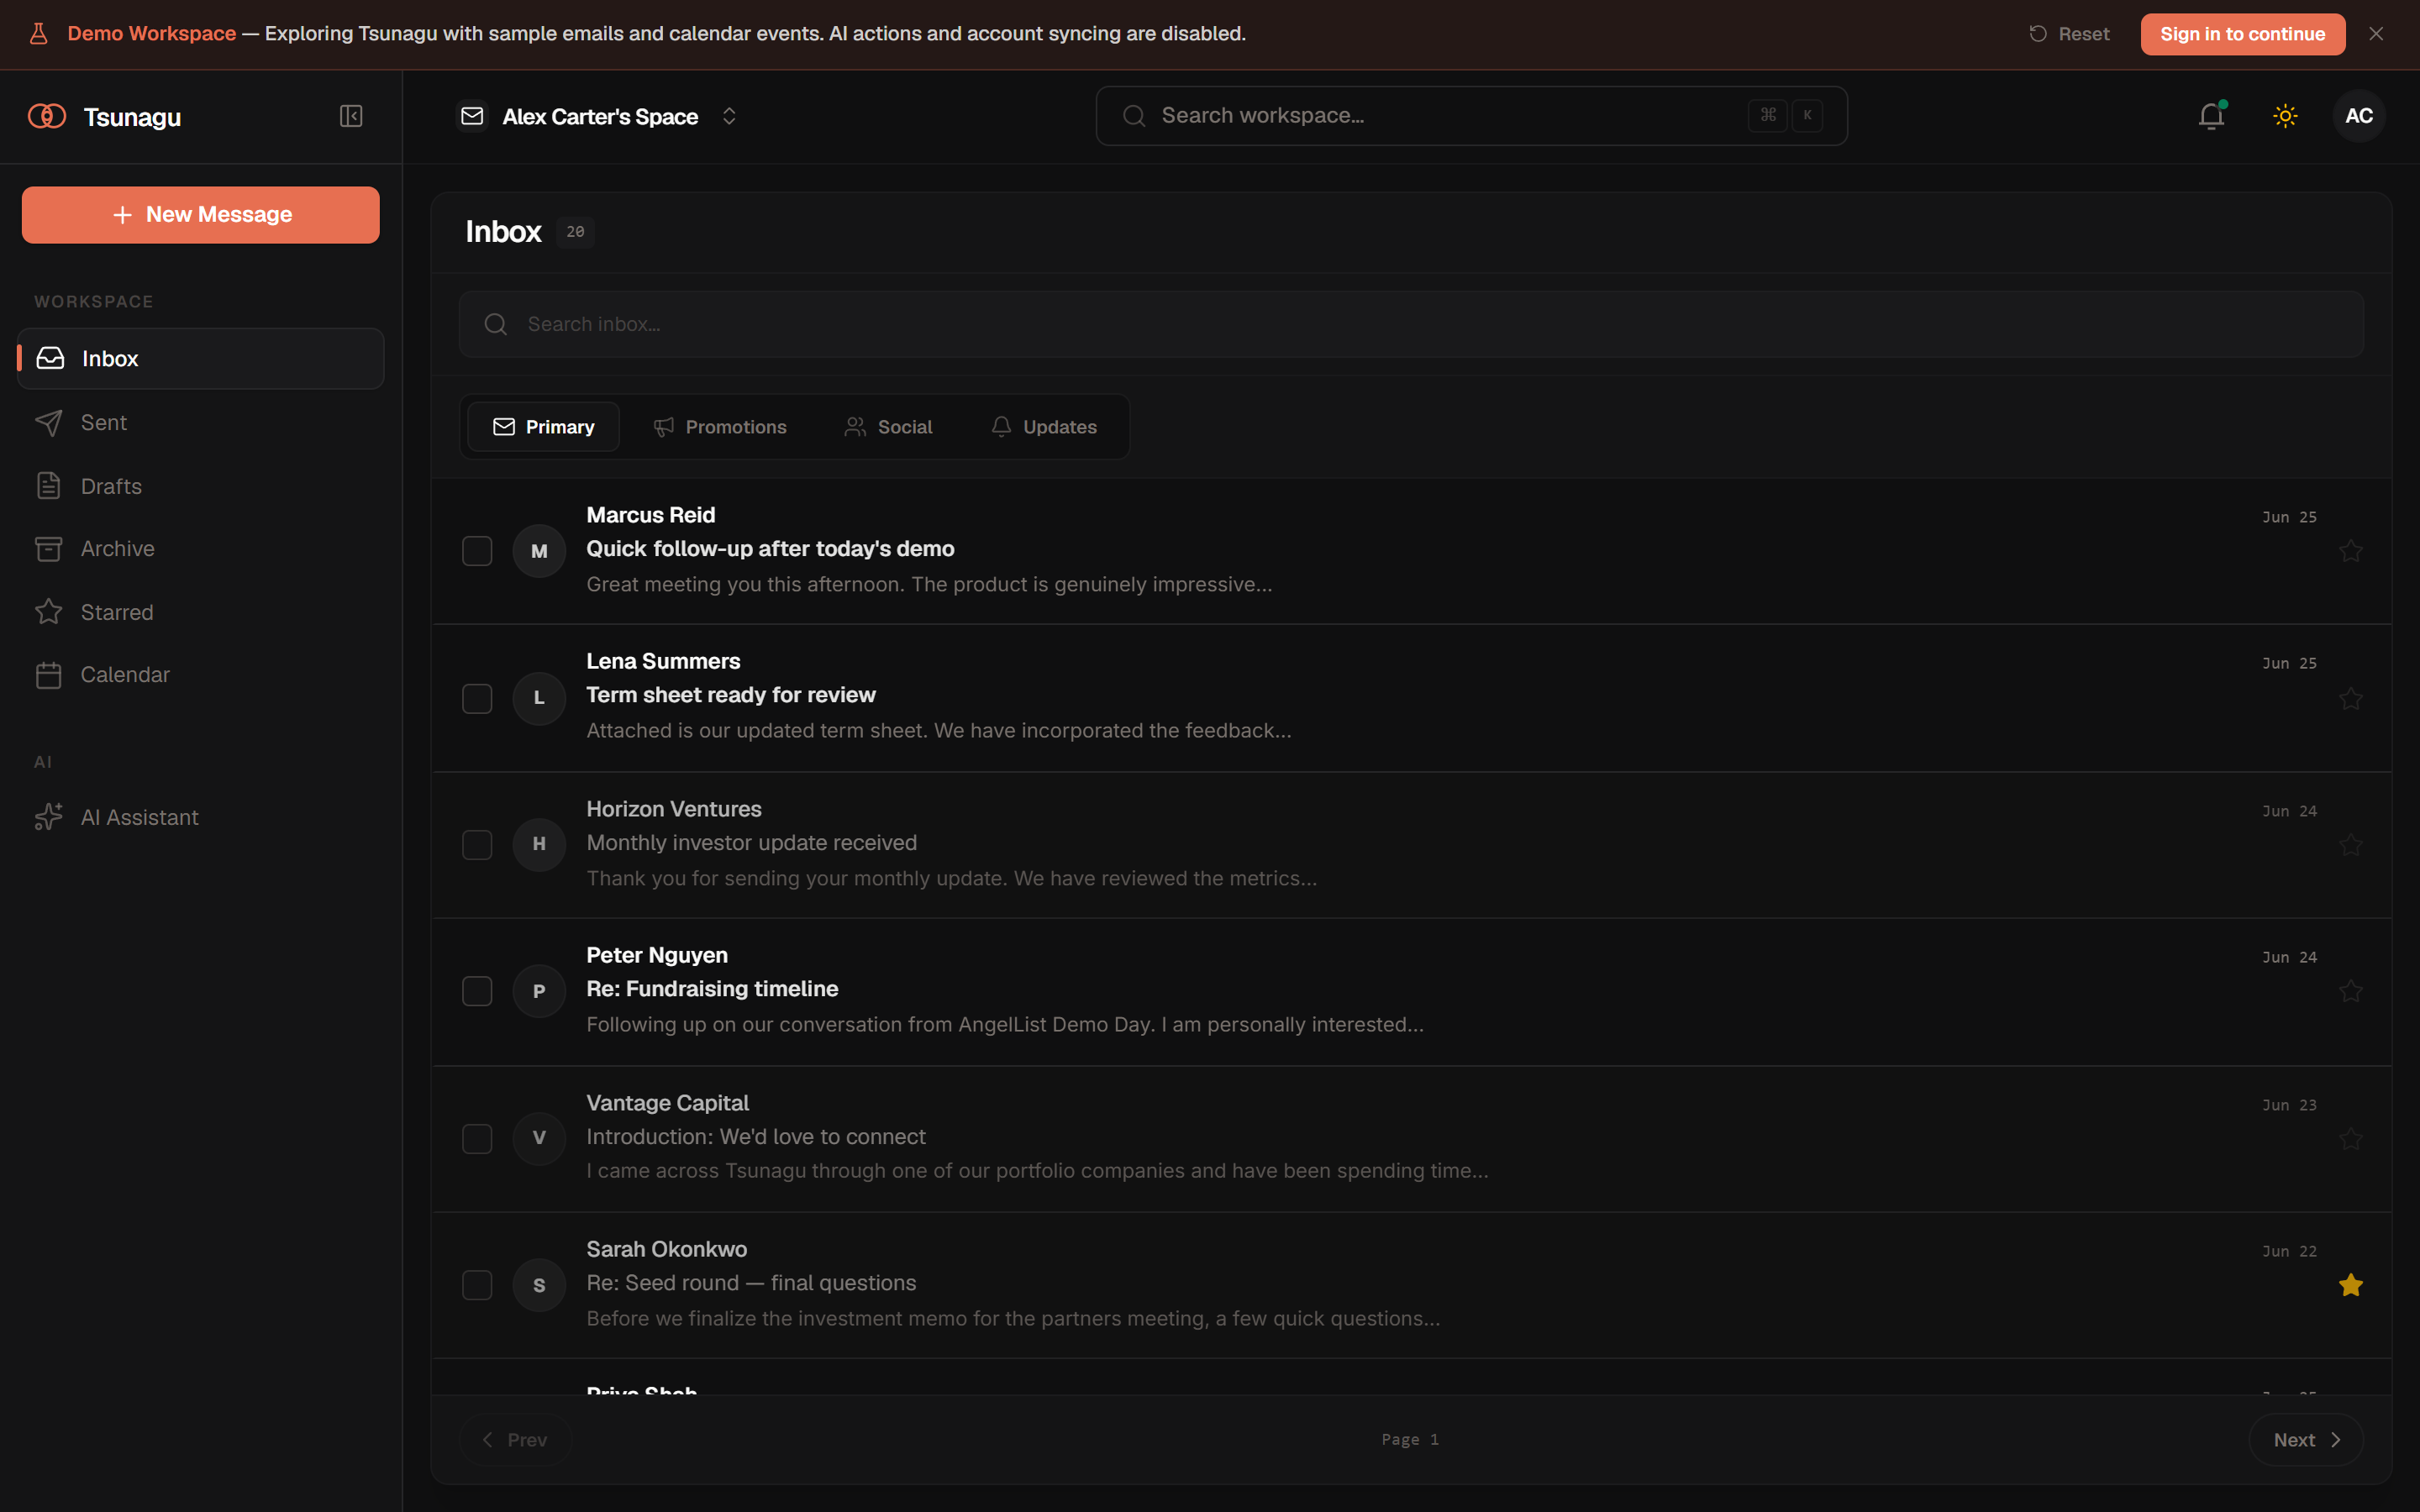 Demo Workspace — Exploring Tsunagu with sample emails and calendar events. AI actions and account syncing are disabled.
Reset
Sign in to continue
Tsunagu
Alex Carter's Space
Search workspace...
⌘ K
AC
New Message
WORKSPACE
Inbox
Sent
Drafts
Archive
Starred
Calendar
AI
AI Assistant
Inbox 20
Search inbox...
Primary
Promotions
Social
Updates
M
Marcus Reid
Jun 25
Quick follow-up after today's demo
Great meeting you this afternoon. The product is genuinely impressive...
L
Lena Summers
Jun 25
Term sheet ready for review
Attached is our updated term sheet. We have incorporated the feedback...
H
Horizon Ventures
Jun 24
Monthly investor update received
Thank you for sending your monthly update. We have reviewed the metrics...
P
Peter Nguyen
Jun 24
Re: Fundraising timeline
Following up on our conversation from AngelList Demo Day. I am personally interested...
V
Vantage Capital
Jun 23
Introduction: We'd love to connect
I came across Tsunagu through one of our portfolio companies and have been spending time...
S
Sarah Okonkwo
Jun 22
Re: Seed round — final questions
Before we finalize the investment memo for the partners meeting, a few quick questions...
Prev
Page 1
Next